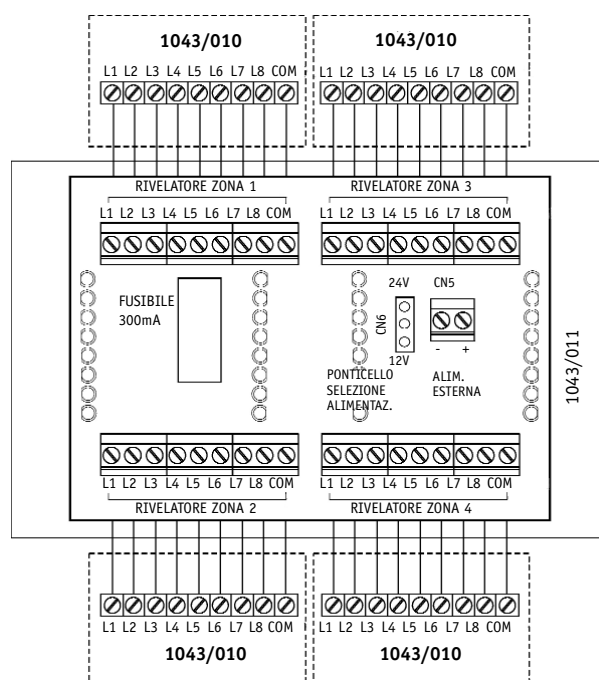 1043/010 1043/010
L1 L2 L3 L4 L5 L6 L7 L8 COM L1 L2 L3 L4 L5 L6 L7 L8 COM
RIVELATORE ZONA 1 RIVELATORE ZONA 3
L1 L2 L3 L4 L5 L6 L7 L8 COM L1 L2 L3 L4 L5 L6 L7 L8 COM
24V CN5
FUSIBILE
300mA
CN6
12V
- +
PONTICELLO
SELEZIONE
ALIMENTAZ.
ALIM.
ESTERNA
1043/011
L1 L2 L3 L4 L5 L6 L7 L8 COM L1 L2 L3 L4 L5 L6 L7 L8 COM
RIVELATORE ZONA 2 RIVELATORE ZONA 4
L1 L2 L3 L4 L5 L6 L7 L8 COM L1 L2 L3 L4 L5 L6 L7 L8 COM
1043/010 1043/010